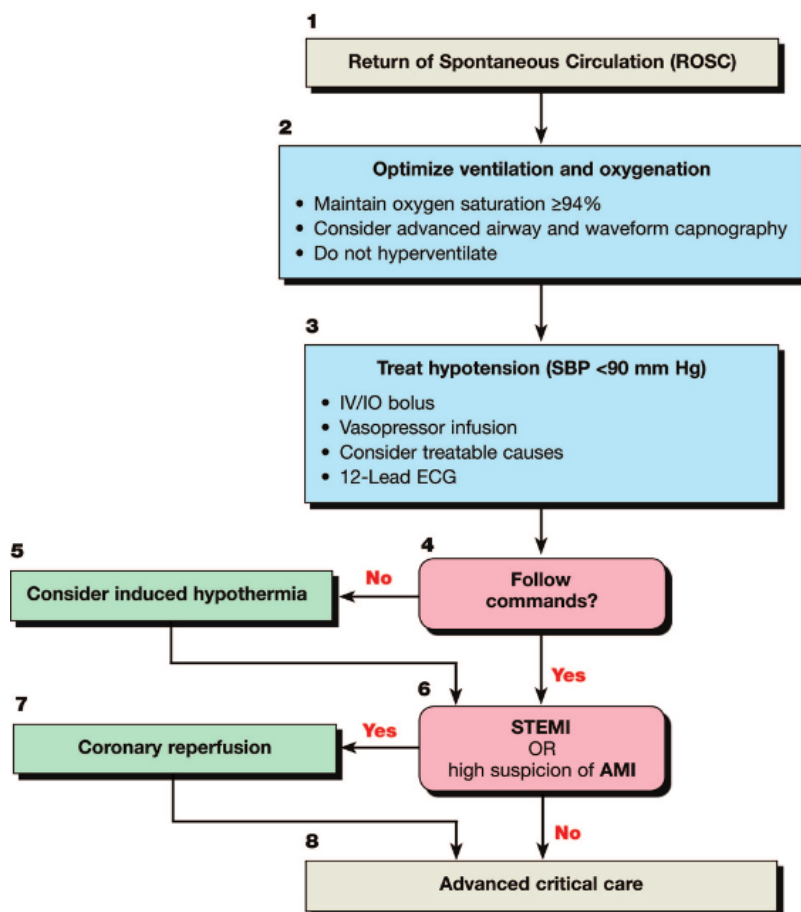 1
Return of Spontaneous Circulation (ROSC)
2
Optimize ventilation and oxygenation
• Maintain oxygen saturation ≥94%
• Consider advanced airway and waveform capnography
• Do not hyperventilate
3
Treat hypotension (SBP <90 mm Hg)
• IV/IO bolus
• Vasopressor infusion
• Consider treatable causes
• 12-Lead ECG
4
Follow
commands?
No
5
Consider induced hypothermia
Yes
6
STEMI
OR
high suspicion of AMI
Yes
7
Coronary reperfusion
No
8
Advanced critical care